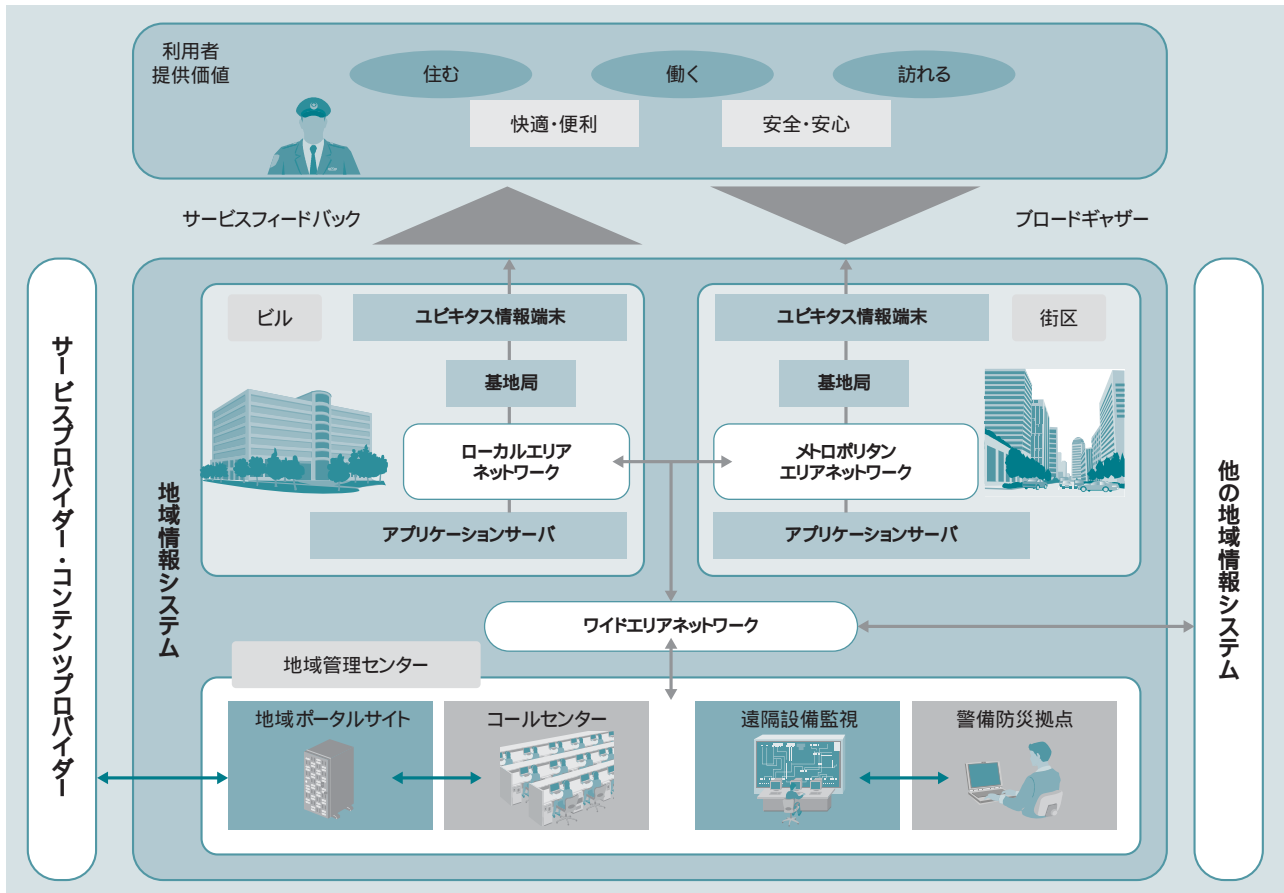 利用者
提供価値
住む
働く
訪れる
快適・便利
安全・安心
サービスフィードバック
ブロードギャザー
サービスプロバイダー・コンテンツプロバイダー
地域情報システム
ビル
ユビキタス情報端末
基地局
ローカルエリア
ネットワーク
アプリケーションサーバ
ユビキタス情報端末
街区
基地局
メトロポリタン
エリアネットワーク
アプリケーションサーバ
他の地域情報システム
ワイドエリアネットワーク
地域管理センター
地域ポータルサイト
コールセンター
遠隔設備監視
警備防災拠点